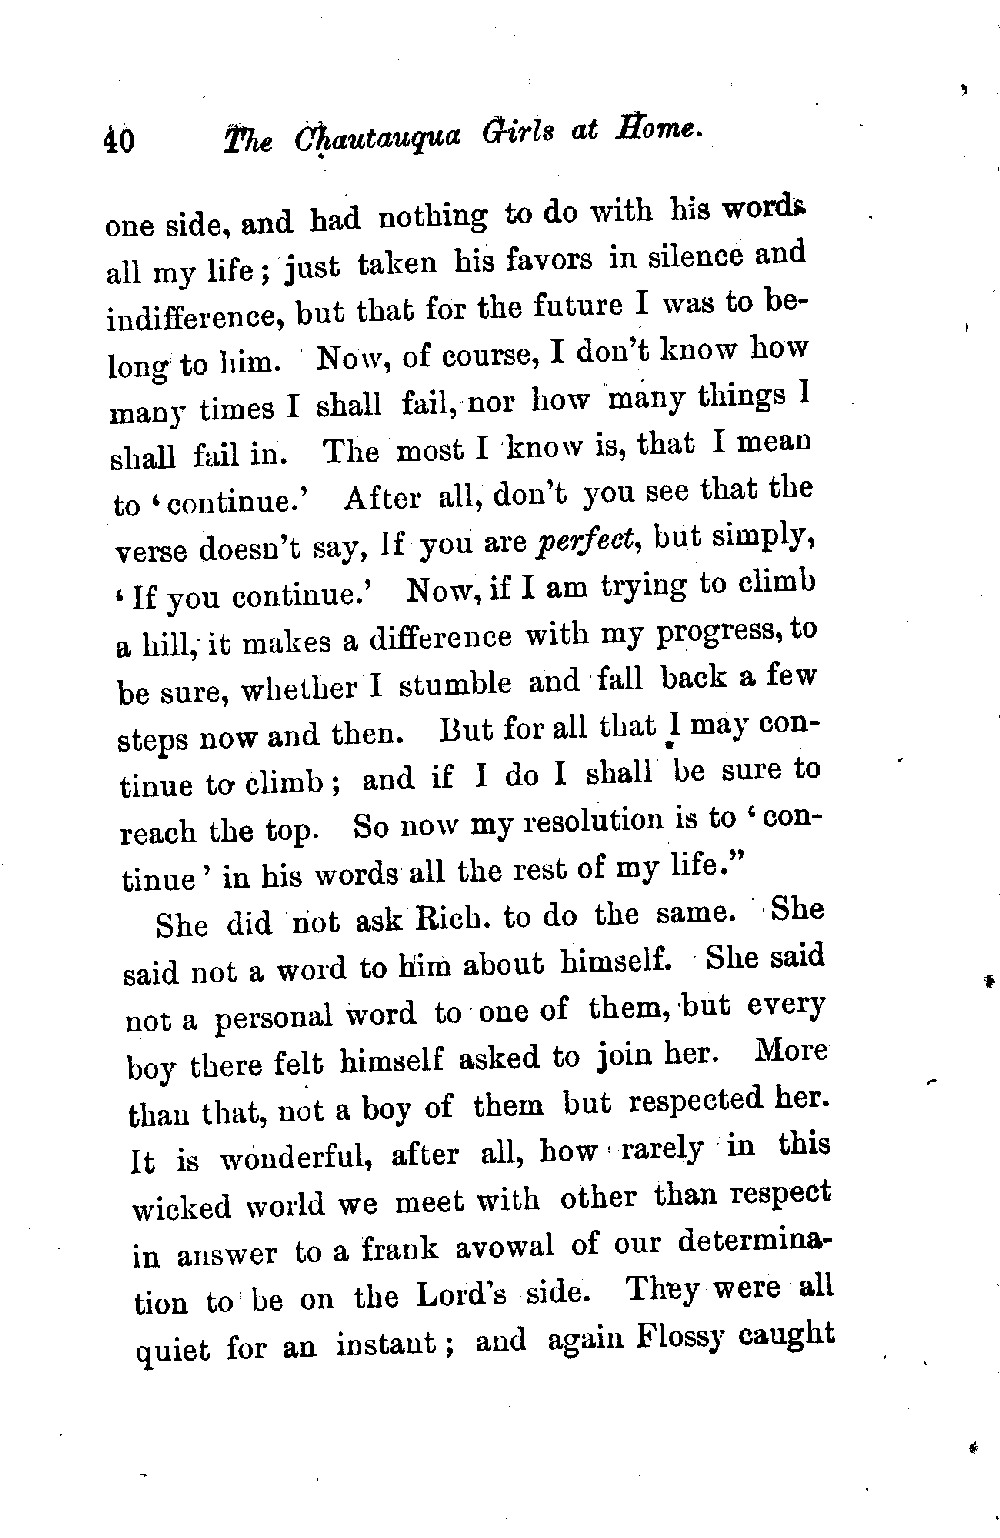 40 The Chautauqua Girls at Home.
one side, and had nothing to do with his words
all my life; just taken his favors in silence and
indifference, but that for the future I was to be-
long to him. Now, of course, I don't know how
many times I shall fail, nor how many things I
shall fail in. The most I know is, that I mean
to ‘continue.’ After all, don't you see that the
verse doesn't say, If you are perfect, but simply,
‘If you continue.’ Now, if I am trying to climb
a hill, it makes a difference with my progress, to
be sure, whether I stumble and fall back a few
steps now and then. But for all that I may con-
tinue to climb; and if I do I shall be sure to
reach the top. So now my resolution is to ‘con-
tinue’ in his words all the rest of my life.”
She did not ask Rich. to do the same. She
said not a word to him about himself. She said
not a personal word to one of them, but every
boy there felt himself asked to join her. More
than that, not a boy of them but respected her.
It is wonderful, after all, how rarely in this
wicked world we meet with other than respect
in answer to a frank avowal of our determina-
tion to be on the Lord's side. They were all
quiet for an instant; and again Flossy caught